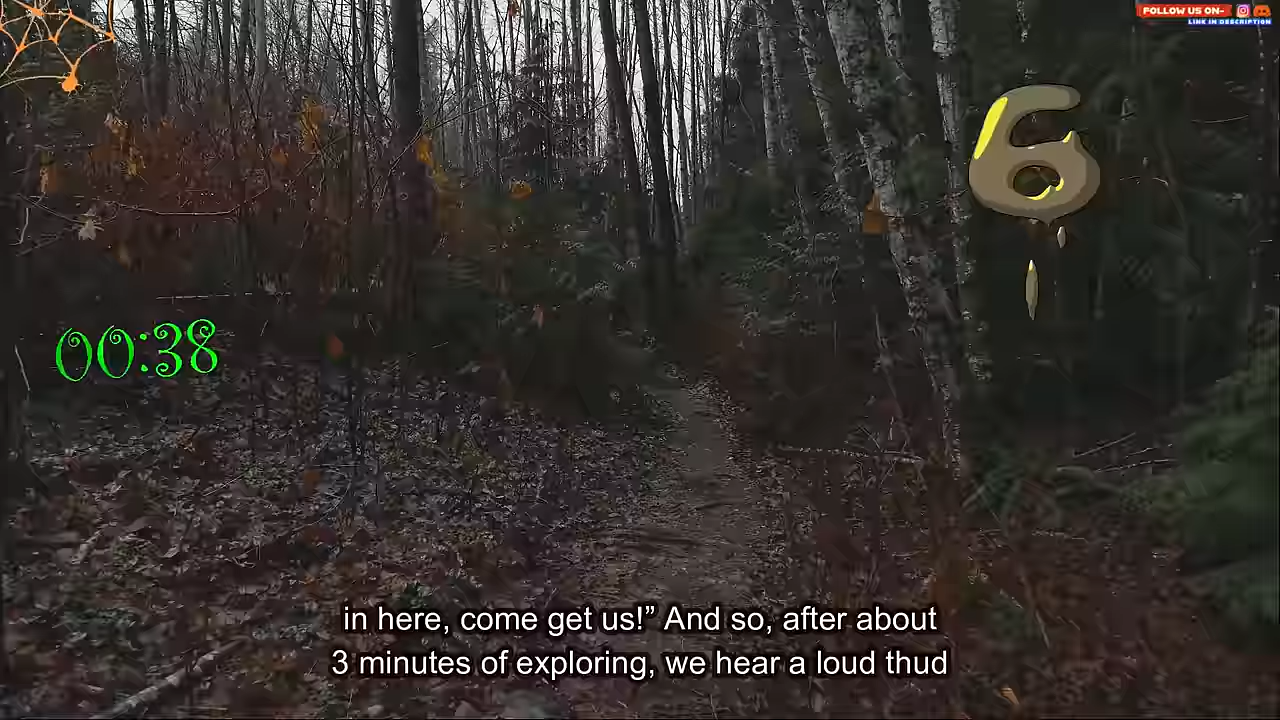 FOLLOW US ON-
LINK IN DESCRIPTION
6
00:38
in here, come get us!” And so, after about
3 minutes of exploring, we hear a loud thud